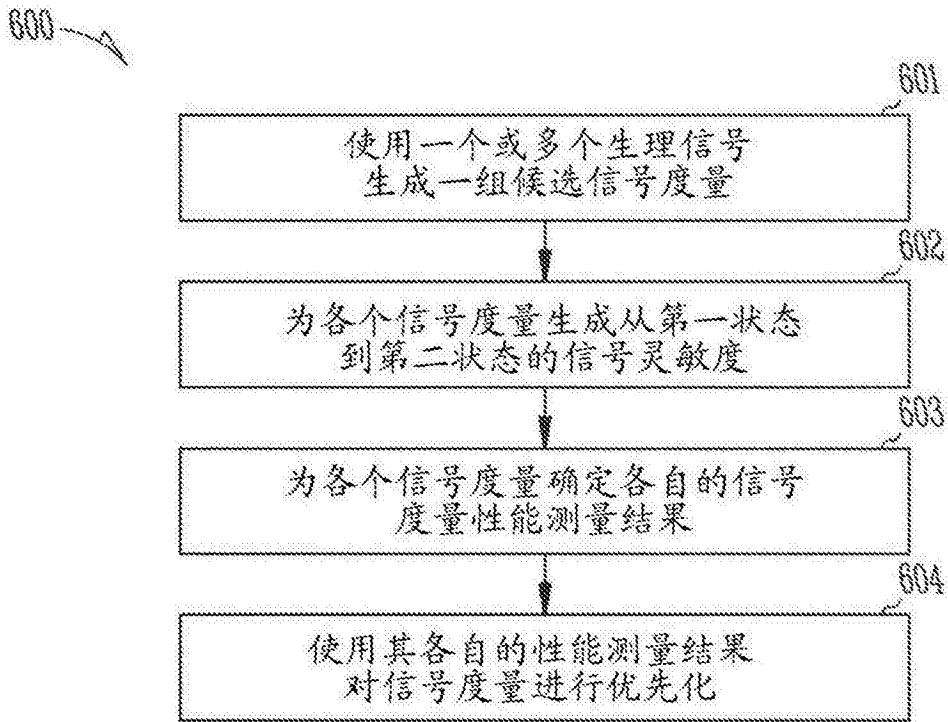 600
601
使用一个或多个生理信号
生成一组候选信号度量
602
为各个信号度量生成从第一状态
到第二状态的信号灵敏度
603
为各个信号度量确定各自的信号
度量性能测量结果
604
使用其各自的性能测量结果
对信号度量进行优先化